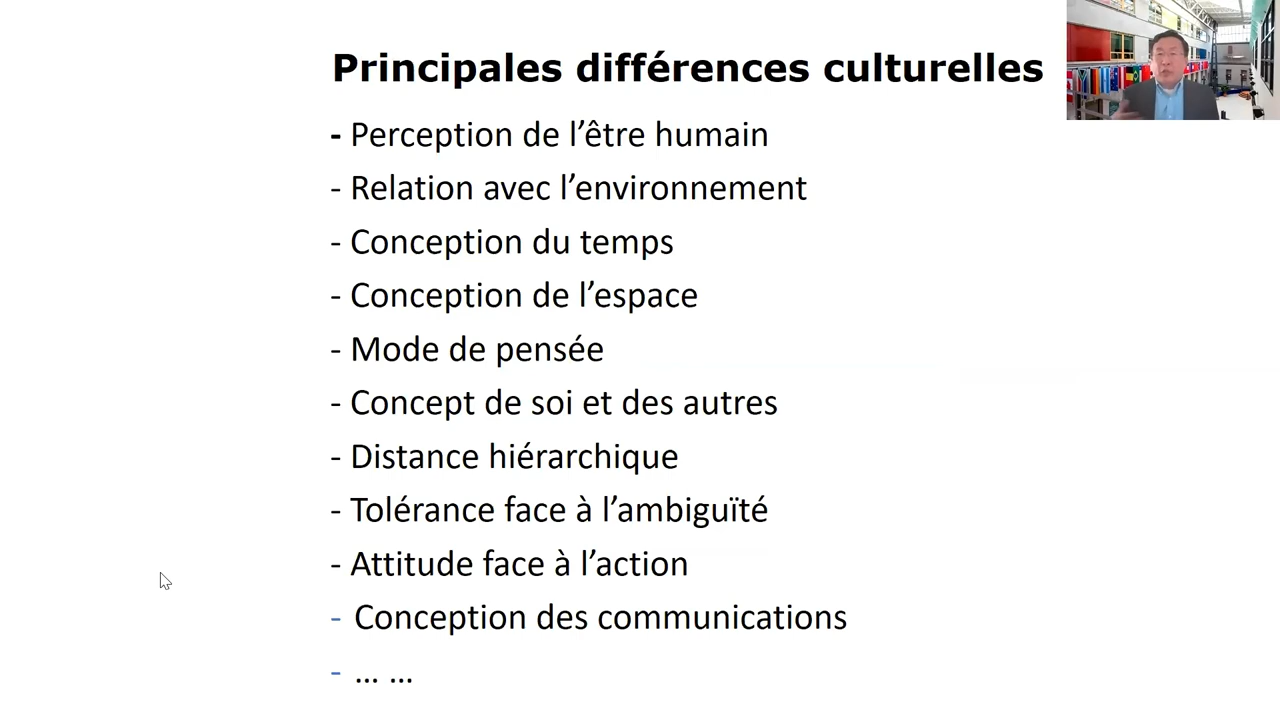 Principales différences culturelles
- Perception de l’être humain
- Relation avec l’environnement
- Conception du temps
- Conception de l’espace
- Mode de pensée
- Concept de soi et des autres
- Distance hiérarchique
- Tolérance face à l’ambiguïté
- Attitude face à l’action
- Conception des communications
- ... ...